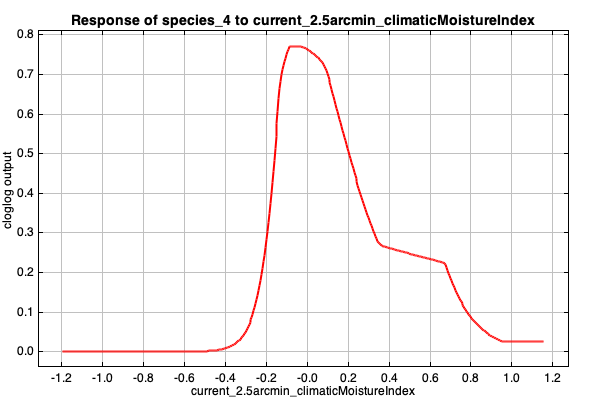 Response of species_4 to current_2.5arcmin_climaticMoistureIndex
cloglog output
0.8
0.7
0.6
0.5
0.4
0.3
0.2
0.1
0.0
-1.2 -1.0 -0.8 -0.6 -0.4 -0.2 -0.0 0.2 0.4 0.6 0.8 1.0 1.2
current_2.5arcmin_climaticMoistureIndex